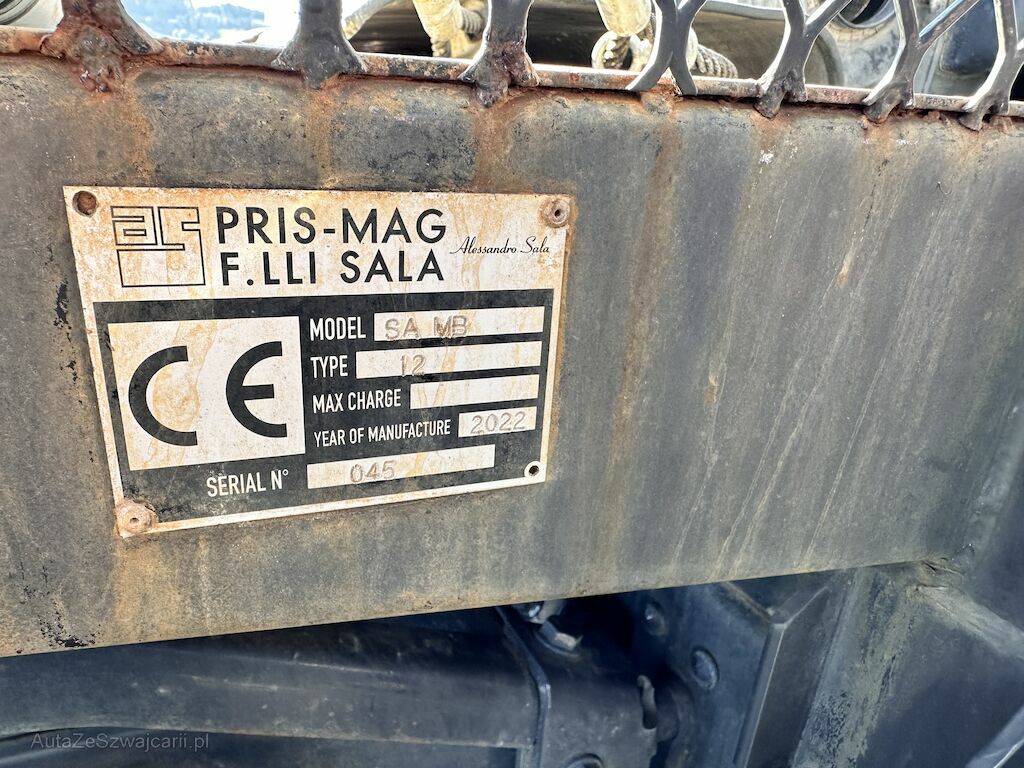 PRIS-MAG
F.LLI SALA
Alessandro Sala
CE
MODEL SA MB
TYPE 12
MAX CHARGE
YEAR OF MANUFACTURE 2022
SERIAL N° 045
AutaZeSzwajcarii.pl